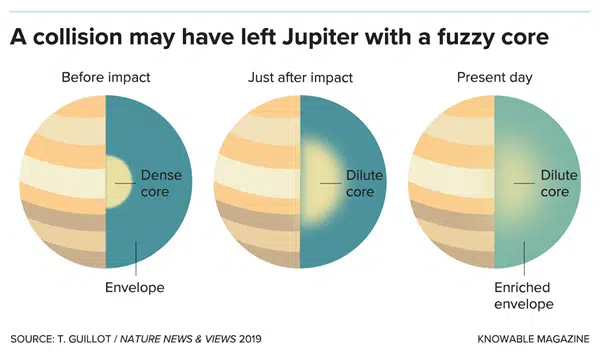 A collision may have left Jupiter with a fuzzy core
Before impact
Just after impact
Present day
Dense
core
Dilute
core
Dilute
core
Envelope
Enriched
envelope
SOURCE: T. GUILLOT / NATURE NEWS & VIEWS 2019
KNOWABLE MAGAZINE